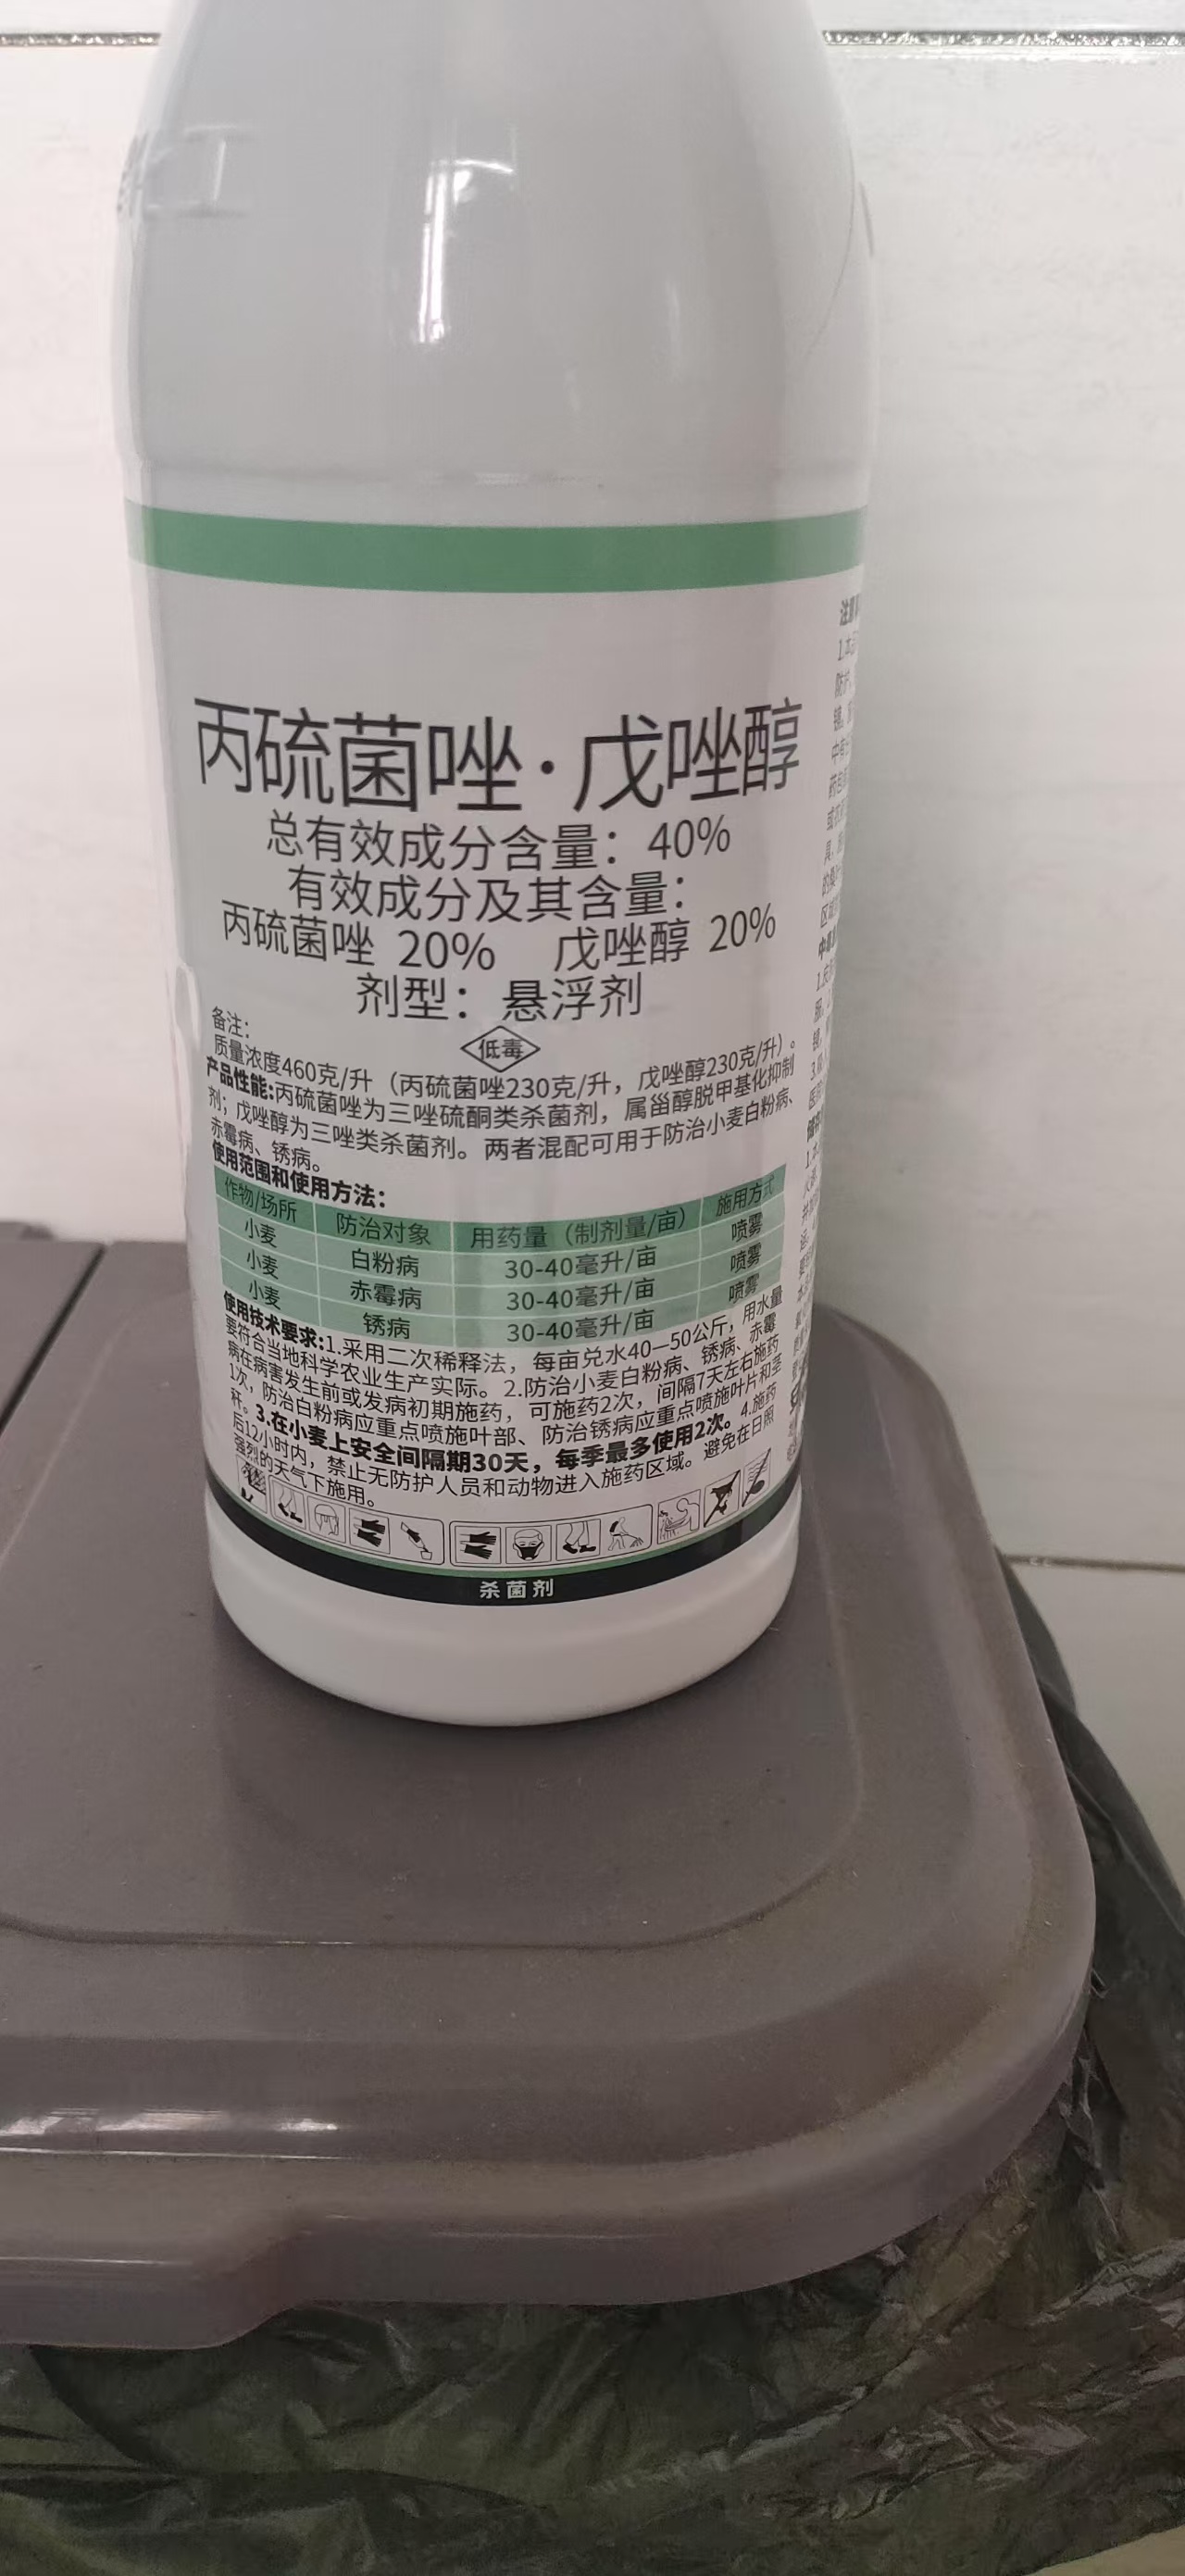 丙硫菌唑·戊唑醇
总有效成分含量：40%
有效成分及其含量：
丙硫菌唑 20% 戊唑醇 20%
剂型：悬浮剂
低毒
备注：
质量浓度460克/升（丙硫菌唑230克/升，戊唑醇230克/升）。
产品性能:丙硫菌唑为三唑硫酮类杀菌剂，属甾醇脱甲基化抑制
剂；戊唑醇为三唑类杀菌剂。两者混配可用于防治小麦白粉病、
赤霉病、锈病。
使用范围和使用方法：
作物/场所 防治对象 用药量（制剂量/亩） 施用方式
小麦 白粉病 30-40毫升/亩 喷雾
小麦 赤霉病 30-40毫升/亩 喷雾
小麦 锈病 30-40毫升/亩 喷雾
使用技术要求:1.采用二次稀释法，每亩兑水40—50公斤，用水量
要符合当地科学农业生产实际。2.防治小麦白粉病、锈病、赤霉
病在病害发生前或发病初期施药，可施药2次，间隔7天左右施药
1次，防治白粉病应重点喷施叶部、防治锈病应重点喷施叶片和茎
秆。3.在小麦上安全间隔期30天，每季最多使用2次。4.施药
后12小时内，禁止无防护人员和动物进入施药区域。避免在日照
强烈的天气下施用。
杀菌剂